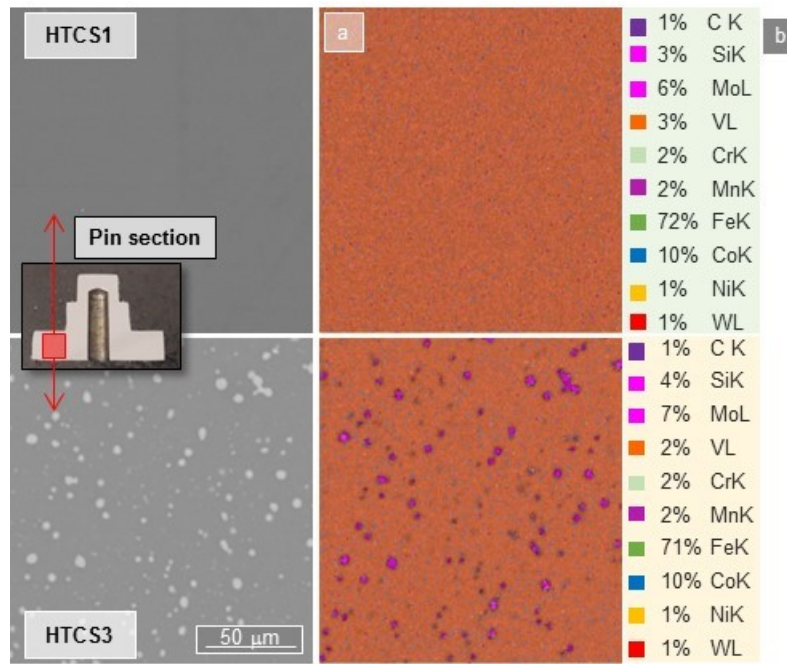 HTCS1
a
b
1% C K
3% SiK
6% MoL
3% VL
2% CrK
2% MnK
72% FeK
10% CoK
1% NiK
1% WL
Pin section
1% C K
4% SiK
7% MoL
2% VL
2% CrK
2% MnK
71% FeK
10% CoK
1% NiK
1% WL
HTCS3
50 µm